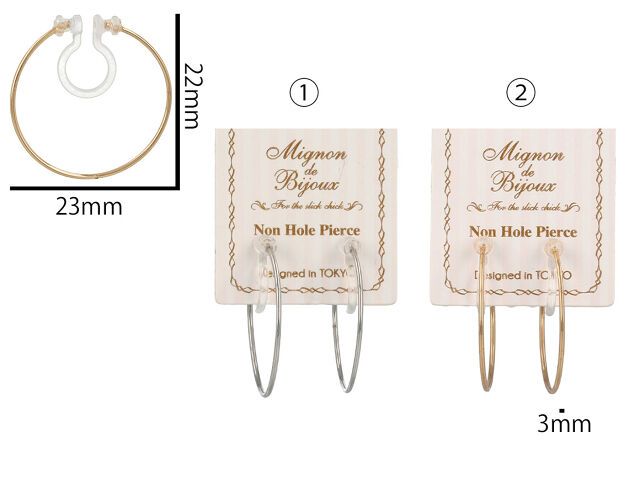 22mm
23mm
①
②
Mignon
de
Bijoux
For the slick chick
Non Hole Pierce
Designed in TOKYO
Mignon
de
Bijoux
For the slick chick
Non Hole Pierce
Designed in TOKYO
3mm